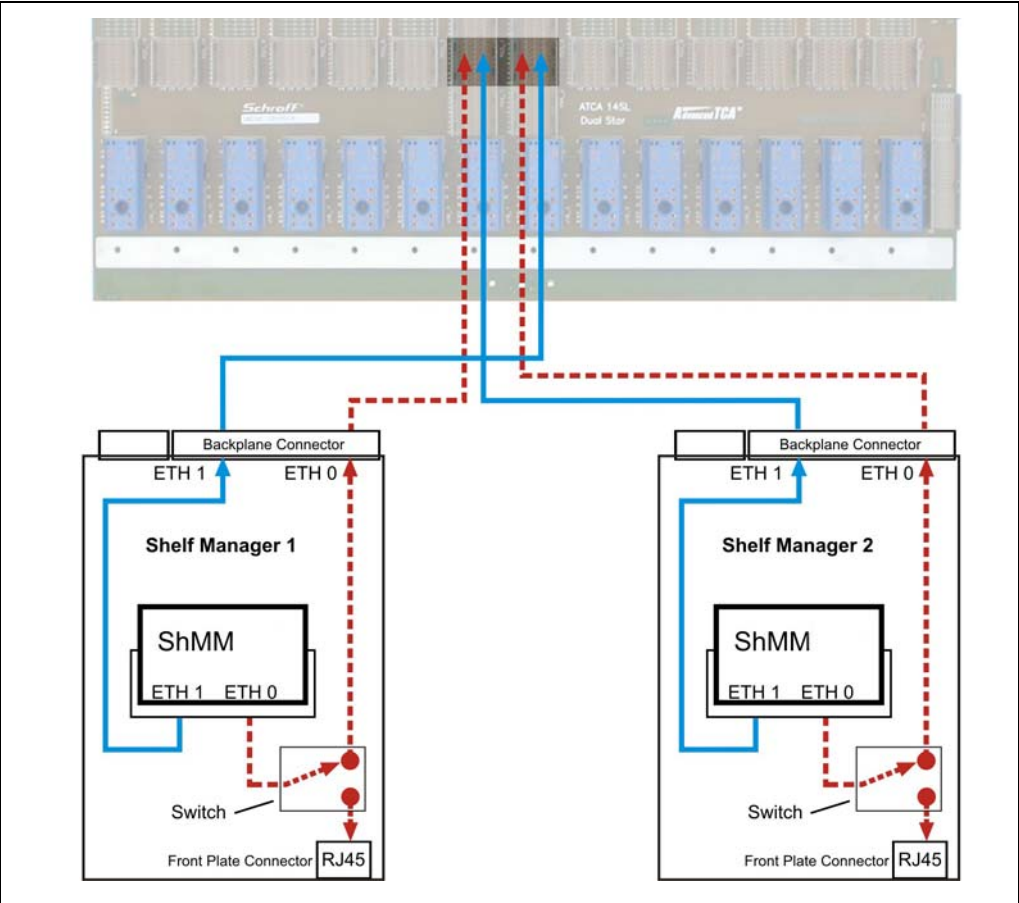 Schroff
ATCA 14SL
Dual Star
AdvancedTCA®
Backplane Connector
ETH 1
ETH 0
Shelf Manager 1
ShMM
ETH 1 ETH 0
Switch
Front Plate Connector
RJ45
Backplane Connector
ETH 1
ETH 0
Shelf Manager 2
ShMM
ETH 1 ETH 0
Switch
Front Plate Connector
RJ45